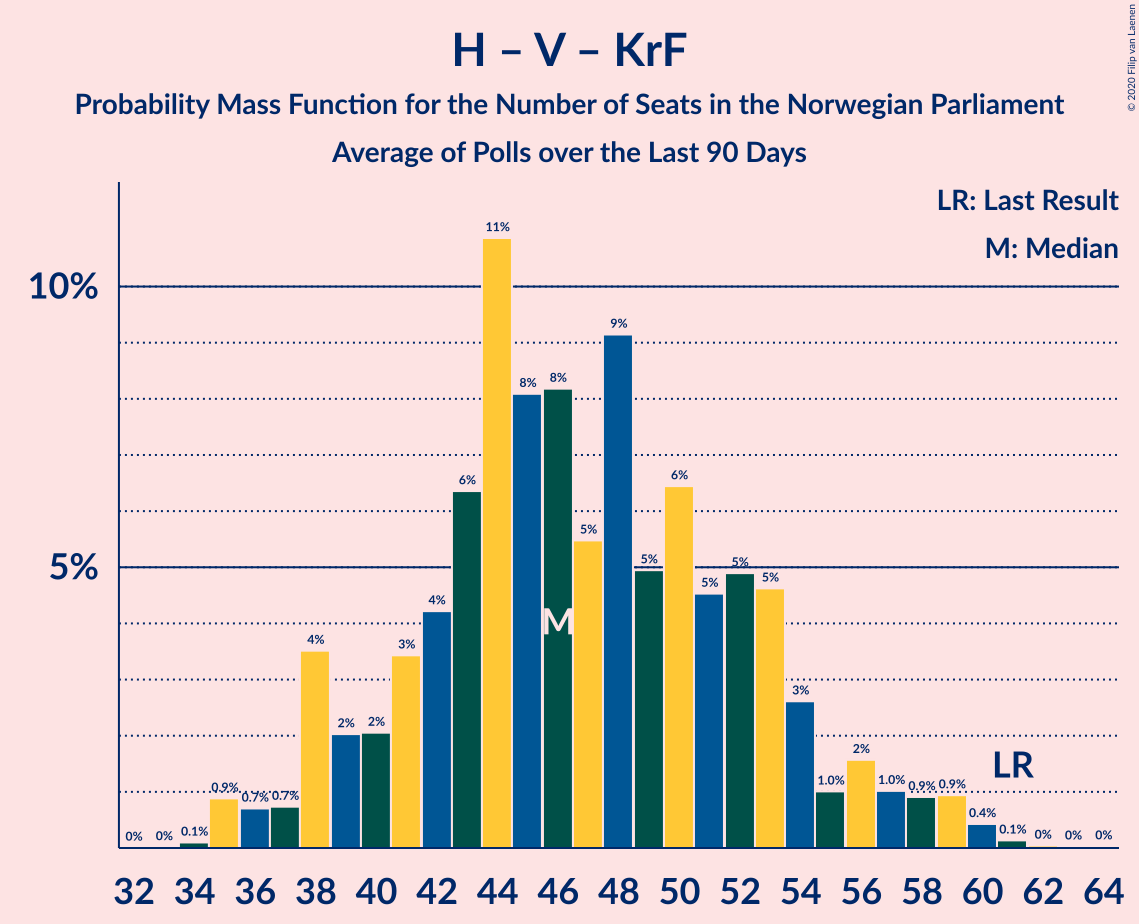 H – V – KrF
Probability Mass Function for the Number of Seats in the Norwegian Parliament
Average of Polls over the Last 90 Days
© 2020 Filip van Laenen
LR: Last Result
M: Median
10%
5%
0% 0% 0.1% 0.9% 0.7% 0.7% 4% 2% 2% 3% 4% 6% 11% 8% 8% 5% 9% 5% 6% 5% 5% 5% 3% 1.0% 2% 1.0% 0.9% 0.9% 0.4% 0.1% 0% 0% 0%
M
LR
32 34 36 38 40 42 44 46 48 50 52 54 56 58 60 62 64